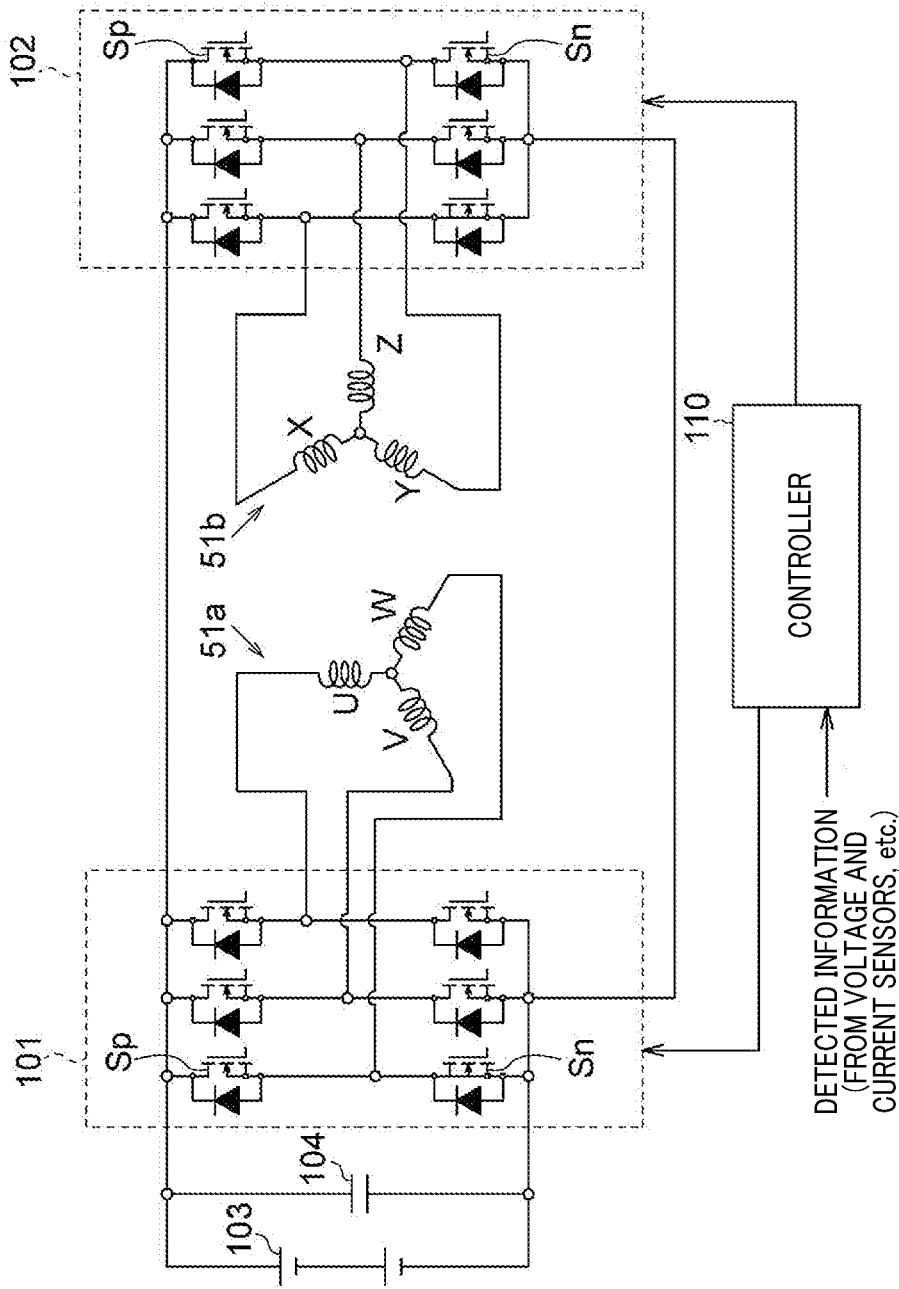 101
102
Sp
Sp
103
104
51a
51b
U
V
W
X
Y
Z
Sn
Sn
110
CONTROLLER
DETECTED INFORMATION
(FROM VOLTAGE AND
CURRENT SENSORS, etc.)